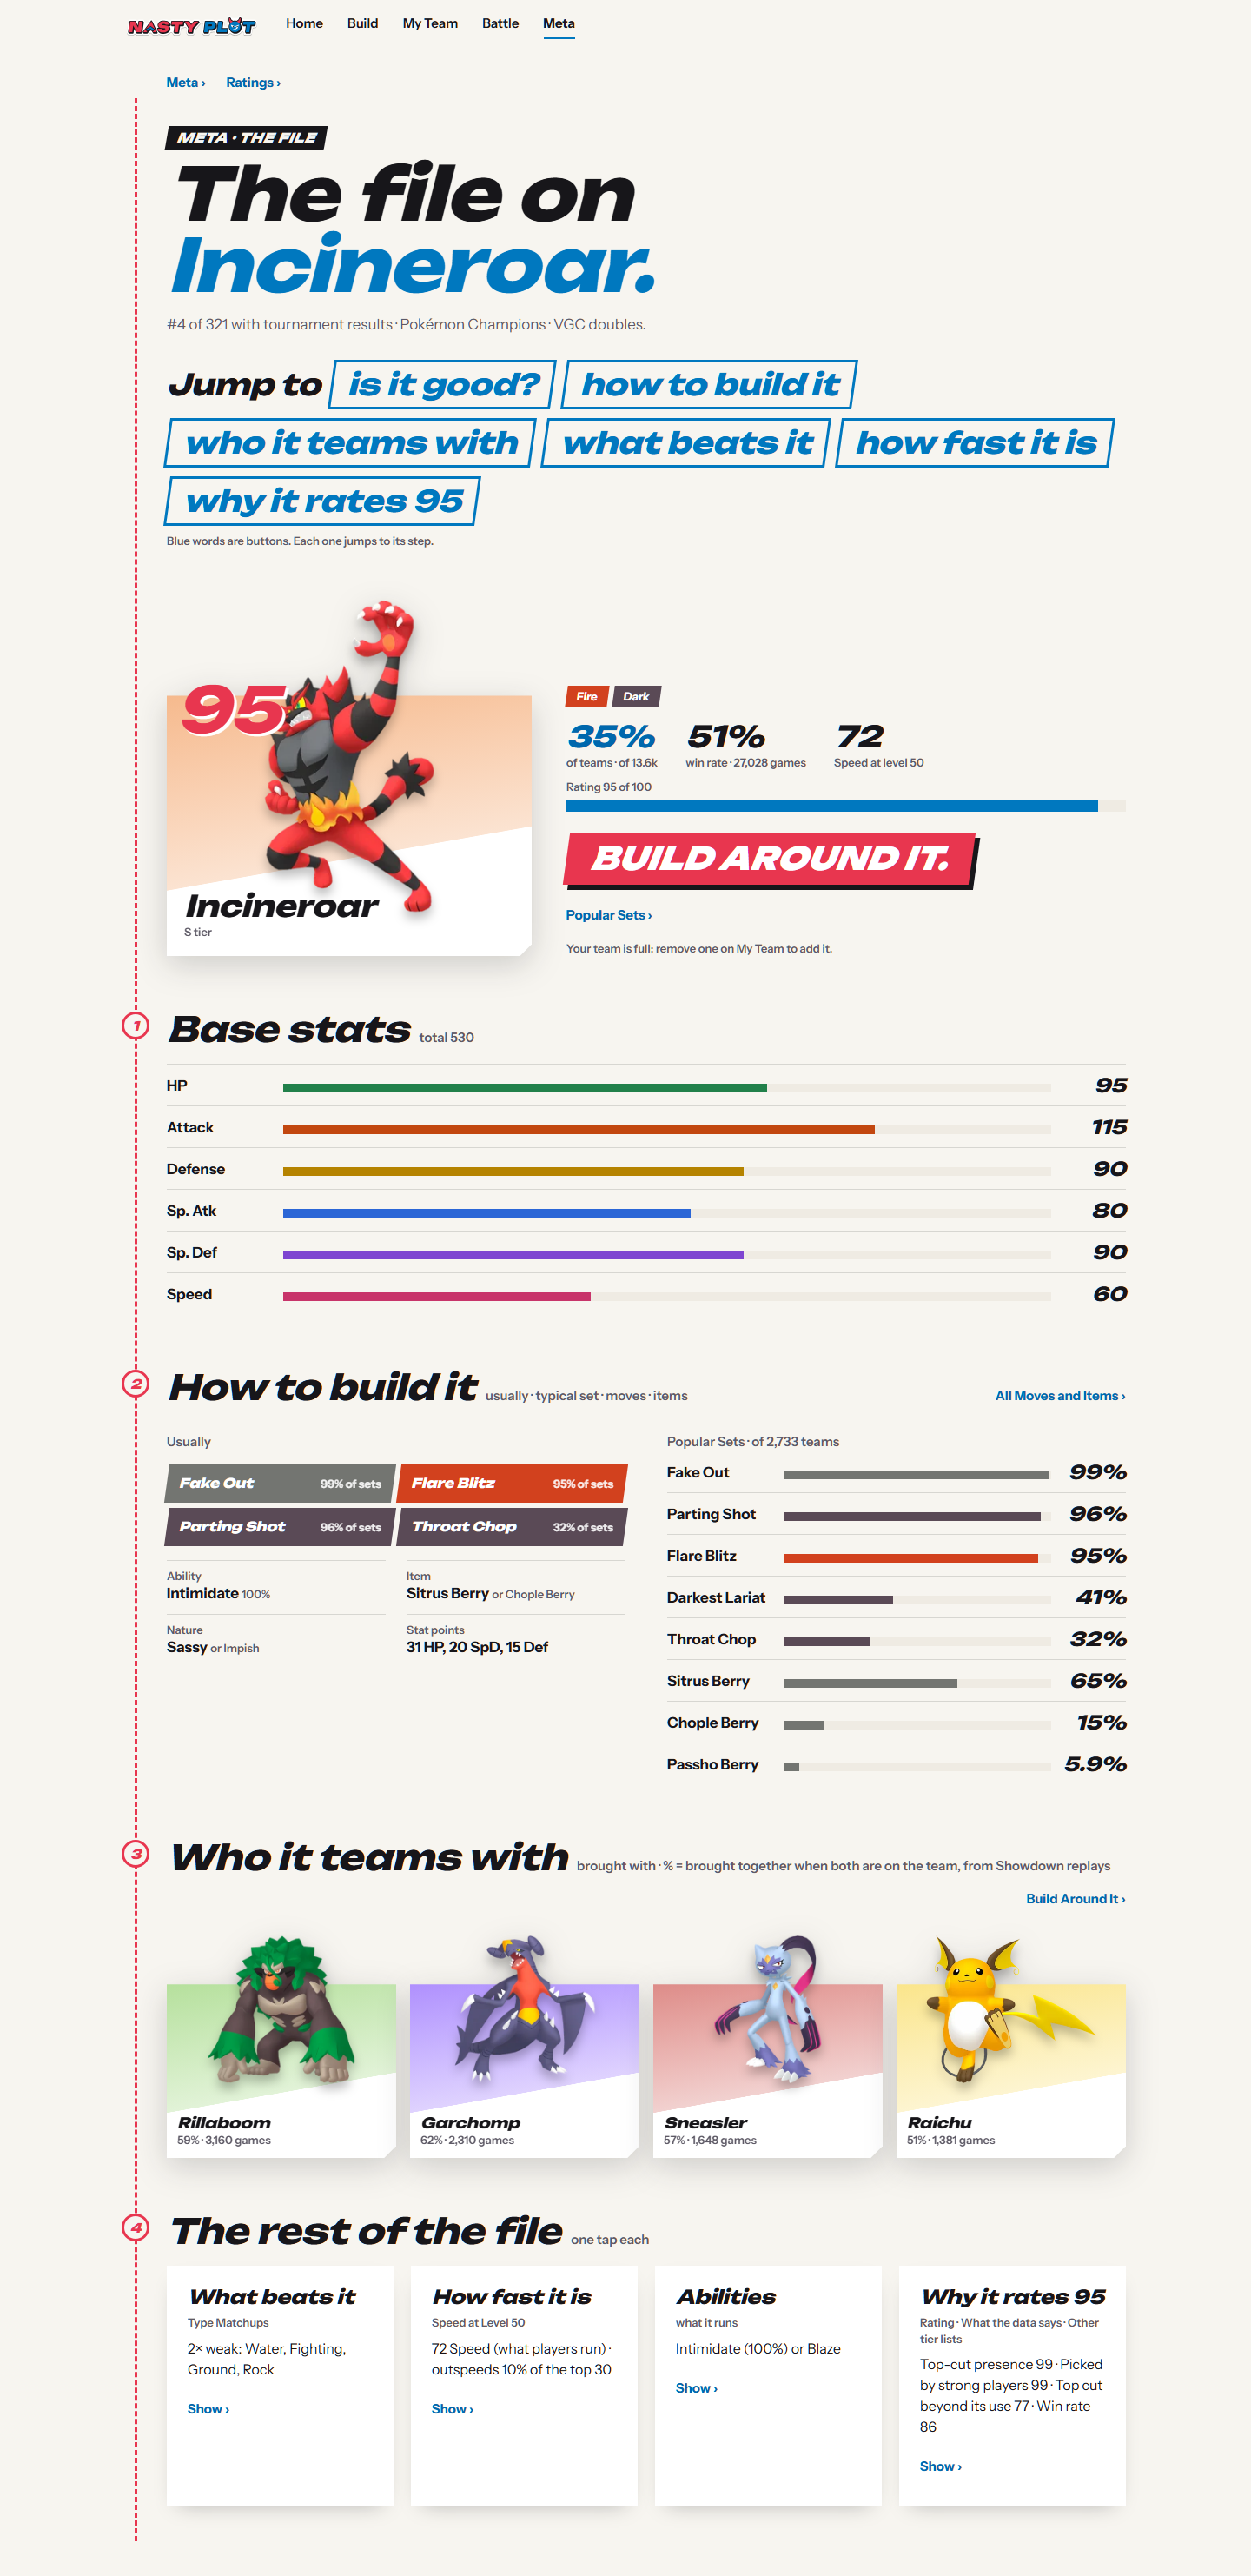 NASTY PLOT
Home Build My Team Battle Meta
Meta › Ratings ›
META · THE FILE
The file on
Incineroar.
#4 of 321 with tournament results · Pokémon Champions · VGC doubles.
Jump to is it good? how to build it
who it teams with what beats it how fast it is
why it rates 95
Blue words are buttons. Each one jumps to its step.
95
Incineroar
S tier
Fire Dark
35% 51% 72
of teams · of 13.6k win rate · 27,028 games Speed at level 50
Rating 95 of 100
BUILD AROUND IT.
Popular Sets ›
Your team is full: remove one on My Team to add it.
1 Base stats total 530
HP 95
Attack 115
Defense 90
Sp. Atk 80
Sp. Def 90
Speed 60
2 How to build it usually · typical set · moves · items All Moves and Items ›
Usually
Fake Out 99% of sets Flare Blitz 95% of sets
Parting Shot 96% of sets Throat Chop 32% of sets
Ability Item
Intimidate 100% Sitrus Berry or Chople Berry
Nature Stat points
Sassy or Impish 31 HP, 20 SpD, 15 Def
Popular Sets · of 2,733 teams
Fake Out 99%
Parting Shot 96%
Flare Blitz 95%
Darkest Lariat 41%
Throat Chop 32%
Sitrus Berry 65%
Chople Berry 15%
Passho Berry 5.9%
3 Who it teams with brought with · % = brought together when both are on the team, from Showdown replays
Build Around It ›
Rillaboom
59% · 3,160 games
Garchomp
62% · 2,310 games
Sneasler
57% · 1,648 games
Raichu
51% · 1,381 games
4 The rest of the file one tap each
What beats it
Type Matchups
2× weak: Water, Fighting,
Ground, Rock
Show ›
How fast it is
Speed at Level 50
72 Speed (what players run) ·
outspeeds 10% of the top 30
Show ›
Abilities
what it runs
Intimidate (100%) or Blaze
Show ›
Why it rates 95
Rating · What the data says · Other
tier lists
Top-cut presence 99 · Picked
by strong players 99 · Top cut
beyond its use 77 · Win rate
86
Show ›